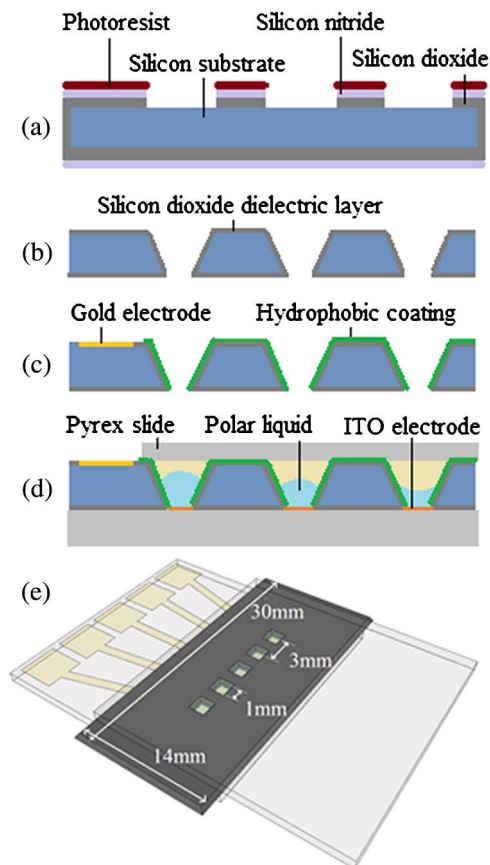 Photoresist
Silicon nitride
Silicon substrate
Silicon dioxide
(a)
Silicon dioxide dielectric layer
(b)
Gold electrode
Hydrophobic coating
(c)
Pyrex slide
Polar liquid
ITO electrode
(d)
(e)
30mm
3mm
1mm
14mm